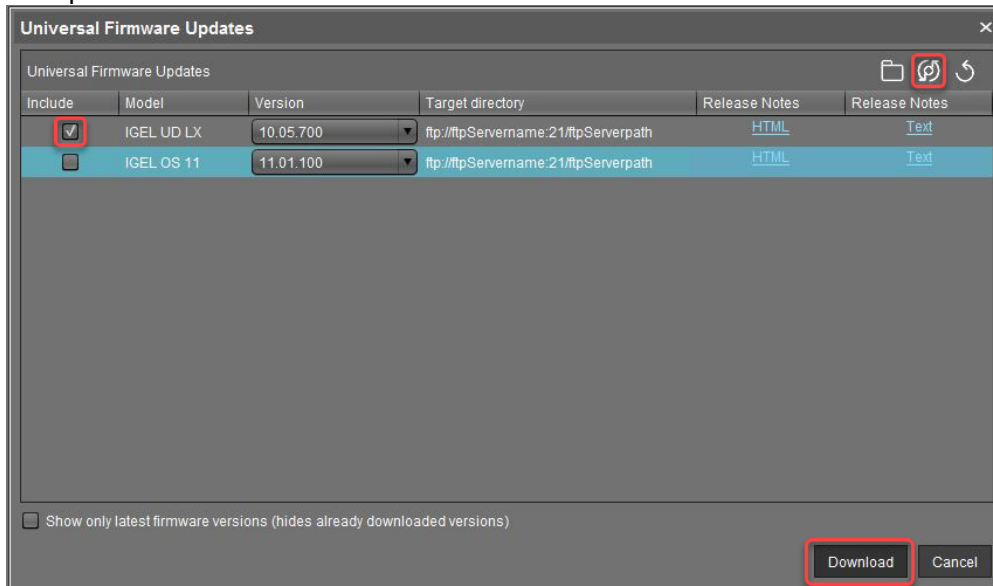 Universal Firmware Updates
Universal Firmware Updates
Include Model Version Target directory Release Notes Release Notes
IGEL UD LX 10.05.700 ftp://ftpServername:21/ftpServerpath HTML Text
IGEL OS 11 11.01.100 ftp://ftpServername:21/ftpServerpath HTML Text
Show only latest firmware versions (hides already downloaded versions)
Download Cancel